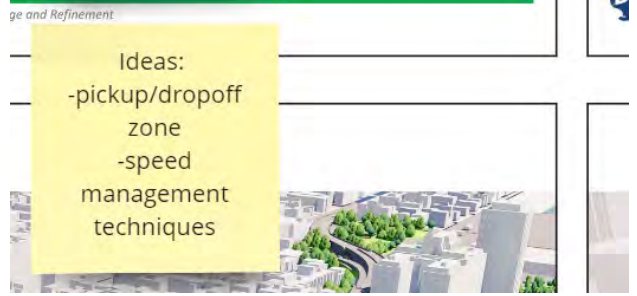 ge and Refinement
Ideas:
-pickup/dropoff
zone
-speed
management
techniques